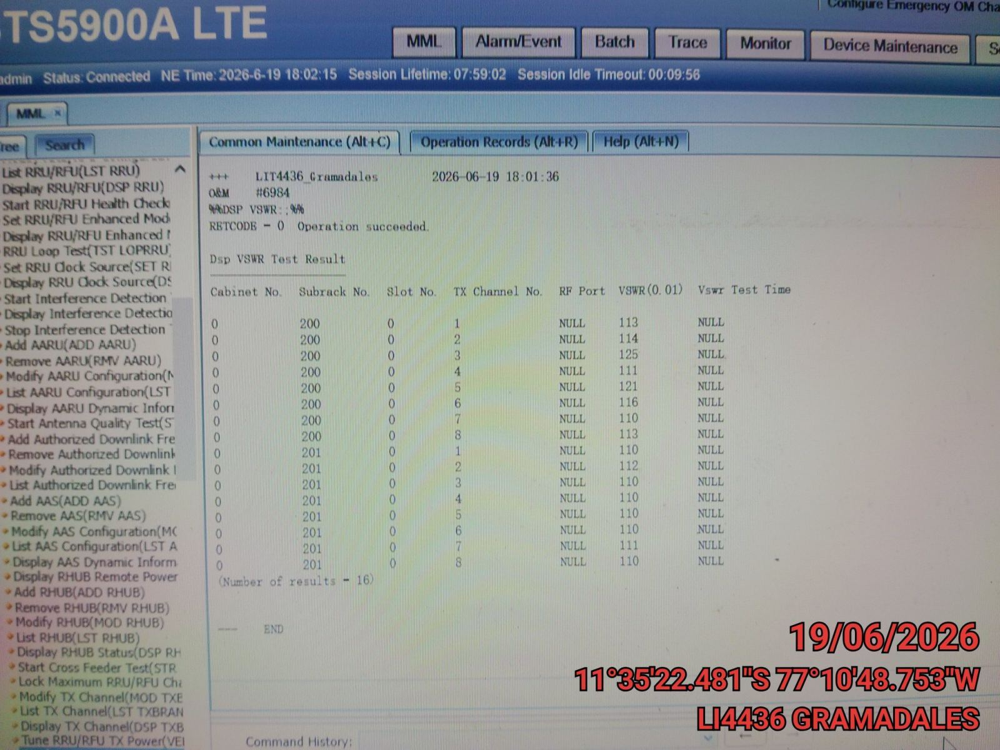 TS5900A LTE
Configure Emergency OM Cha
MML Alarm/Event Batch Trace Monitor Device Maintenance
admin Status: Connected NE Time: 2026-6-19 18:02:15 Session Lifetime: 07:59:02 Session Idle Timeout: 00:09:56
MML ×
ree Search
List RRU/RFU(LST RRU)
Display RRU/RFU(DSP RRU)
Start RRU/RFU Health Check
Set RRU/RFU Enhanced Mod
Display RRU/RFU Enhanced
RRU Loop Test(TST LOPRRU
Set RRU Clock Source(SET R
Display RRU Clock Source(DS
Start Interference Detection
Display Interference Detectio
Stop Interference Detection
Add AARU(ADD AARU)
Remove AARU(RMV AARU)
Modify AARU Configuration(M
List AARU Configuration(LST
Display AARU Dynamic Infor
Start Antenna Quality Test(S
Add Authorized Downlink Fre
Remove Authorized Downlink
Modify Authorized Downlink
List Authorized Downlink Fre
Add AAS(ADD AAS)
Remove AAS(RMV AAS)
Modify AAS Configuration(MO
List AAS Configuration(LST A
Display AAS Dynamic Inform
Display RHUB Remote Power
Add RHUB(ADD RHUB)
Remove RHUB(RMV RHUB)
Modify RHUB(MOD RHUB)
List RHUB(LST RHUB)
Display RHUB Status(DSP RH
Start Cross Feeder Test(STR
Lock Maximum RRU/RFU Cha
Modify TX Channel(MOD TXB
List TX Channel(LST TXBRAN
Display TX Channel(DSP TXB
Tune RRU/RFU TX Power(VE
Common Maintenance (Alt+C) Operation Records (Alt+R) Help (Alt+N)
+++ LIT4436_Gramadales 2026-06-19 18:01:36
O&M #6984
%%DSP VSWR:;%%
RETCODE = 0 Operation succeeded.
Dsp VSWR Test Result
Cabinet No. Subrack No. Slot No. TX Channel No. RF Port VSWR(0.01) Vswr Test Time
0 200 0 1 NULL 113 NULL
0 200 0 2 NULL 114 NULL
0 200 0 3 NULL 125 NULL
0 200 0 4 NULL 111 NULL
0 200 0 5 NULL 121 NULL
0 200 0 6 NULL 116 NULL
0 200 0 7 NULL 110 NULL
0 200 0 8 NULL 113 NULL
0 201 0 1 NULL 110 NULL
0 201 0 2 NULL 112 NULL
0 201 0 3 NULL 110 NULL
0 201 0 4 NULL 110 NULL
0 201 0 5 NULL 110 NULL
0 201 0 6 NULL 110 NULL
0 201 0 7 NULL 111 NULL
0 201 0 8 NULL 110 NULL
(Number of results = 16)
--- END
Command History:
19/06/2026
11°35'22.481"S 77°10'48.753"W
LI4436 GRAMADALES